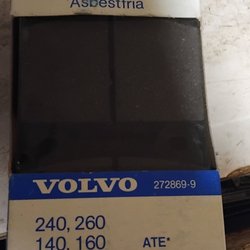 Asbestfria
VOLVO 272869-9
240, 260
140, 160 ATE*